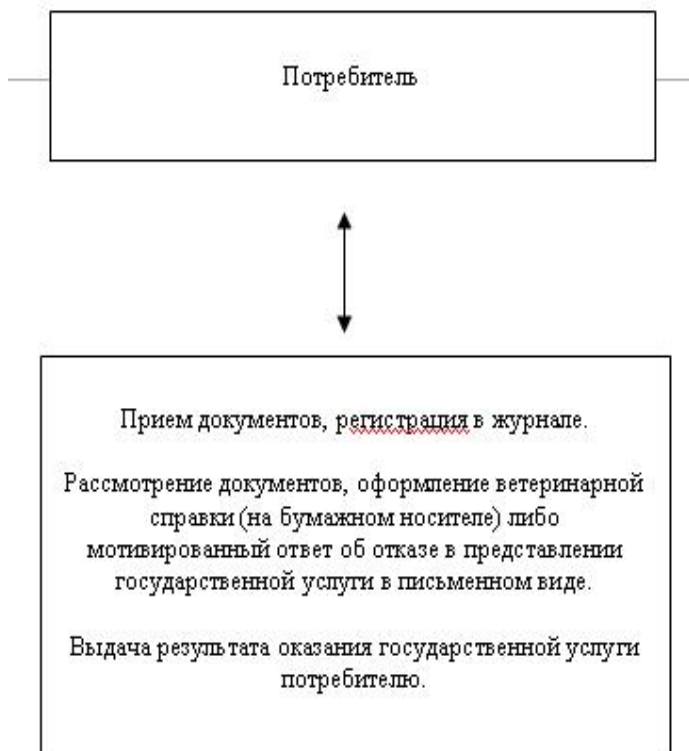 Потребитель
Прием документов, регистрация в журнале.
Рассмотрение документов, оформление ветеринарной
справки (на бумажном носителе) либо
мотивированный ответ об отказе в представлении
государственной услуги в письменном виде.
Выдача результата оказания государственной услуги
потребителю.